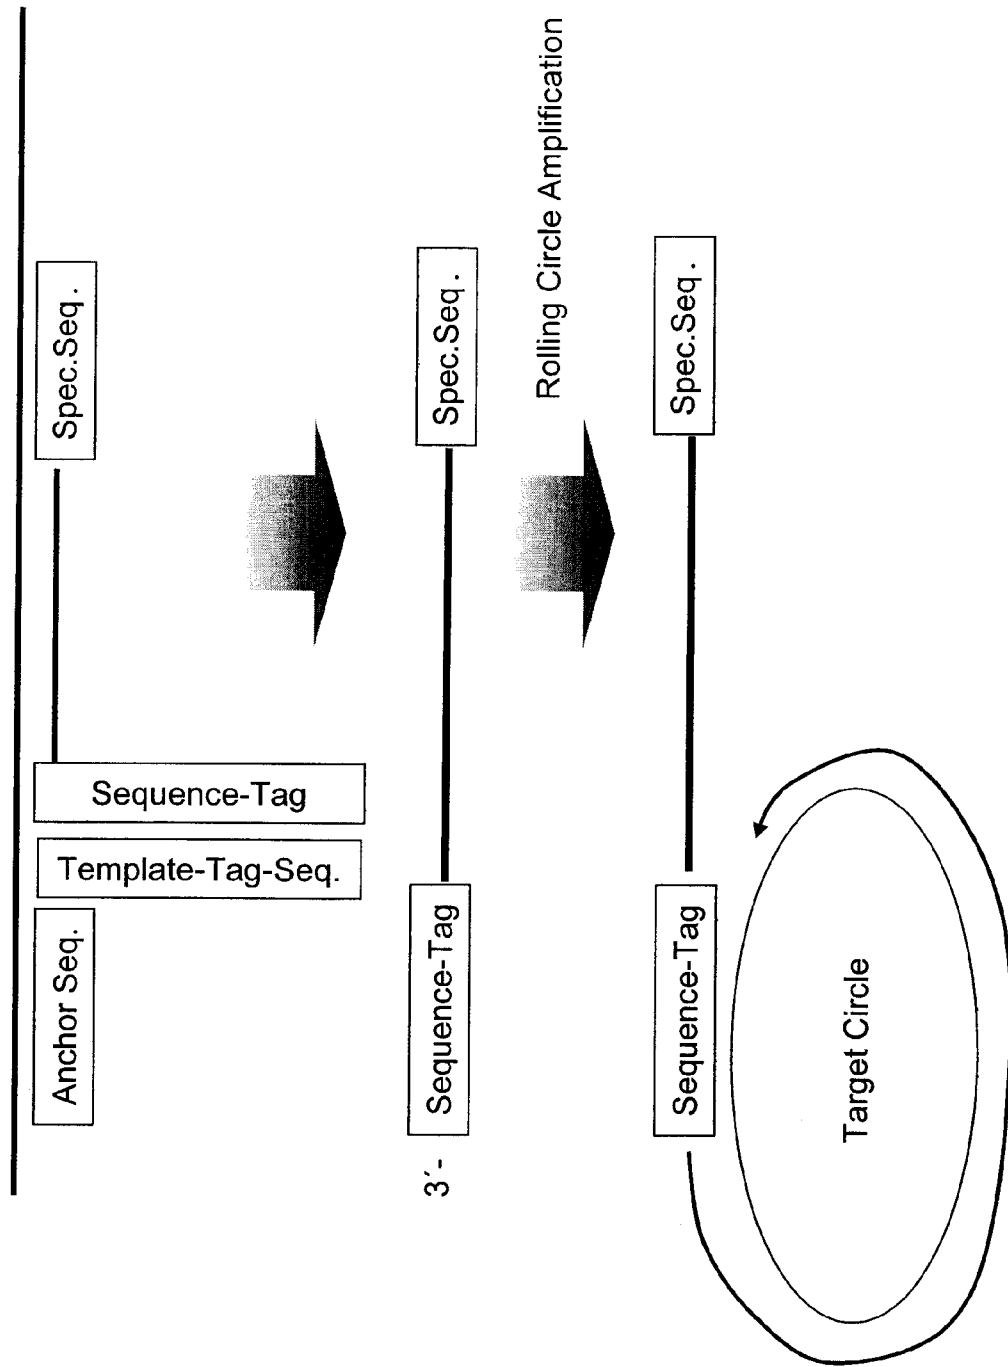 Anchor Seq.
Template-Tag-Seq.
Sequence-Tag
Spec.Seq .
3´-
Sequence-Tag
Spec.Seq .
Rolling Circle Amplification
Sequence-Tag
Spec.Seq .
Target Circle